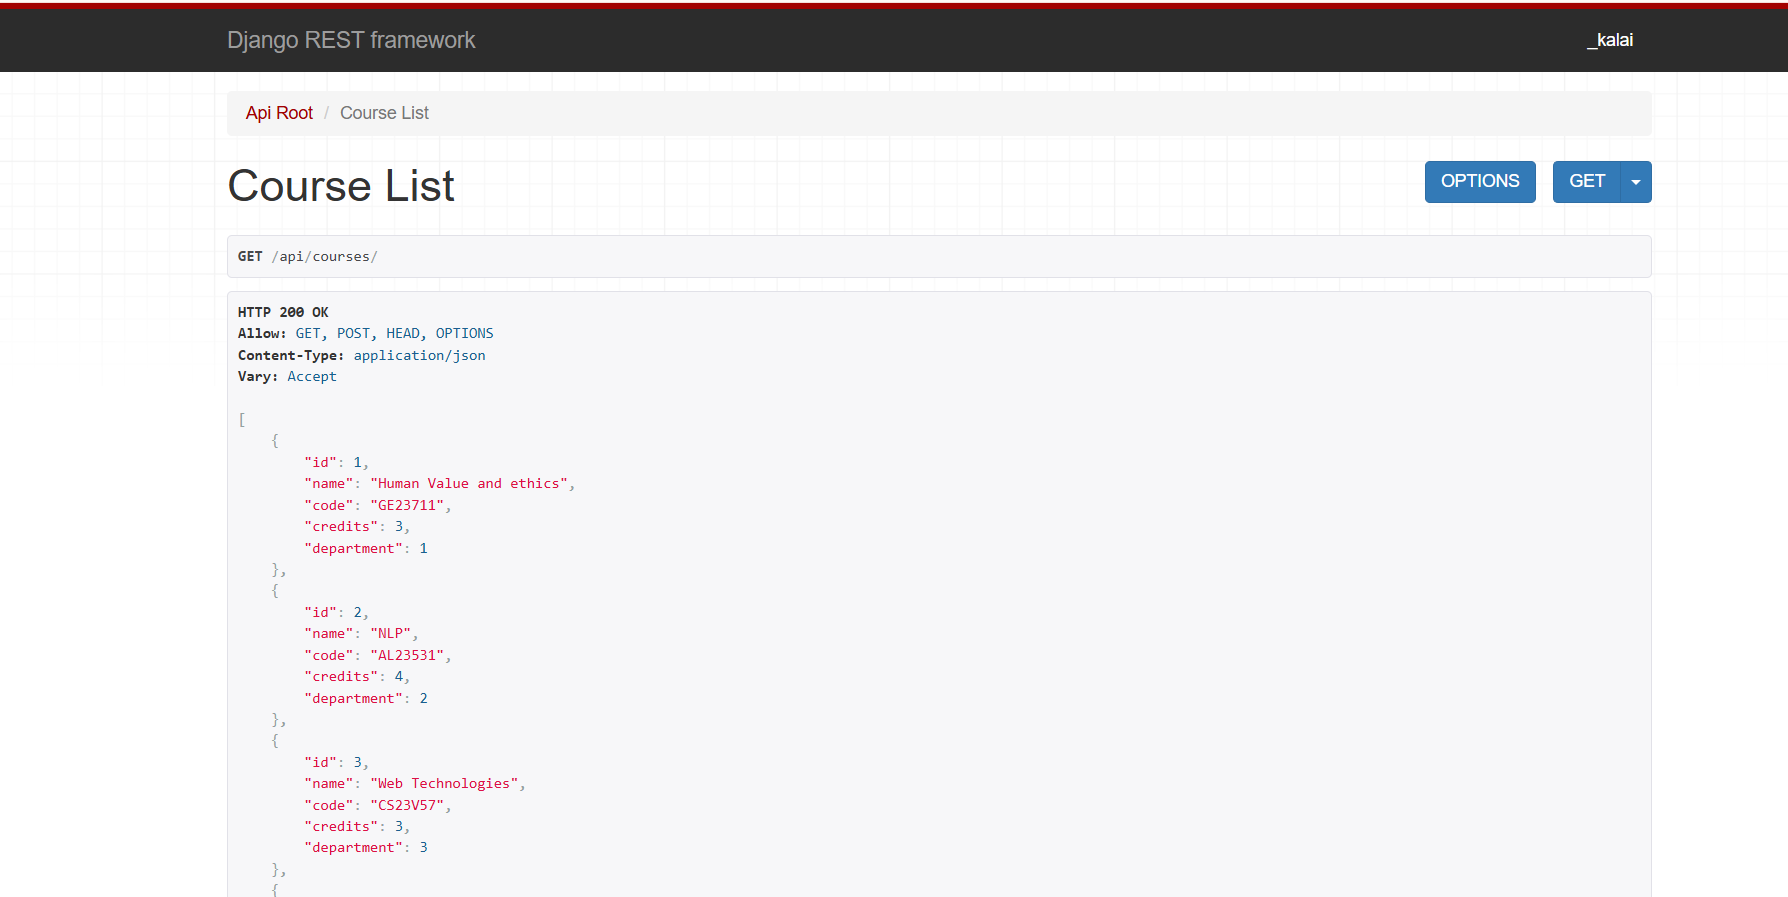 Django REST framework
_kalai
Api Root / Course List
Course List
OPTIONS
GET
GET /api/courses/
HTTP 200 OK
Allow: GET, POST, HEAD, OPTIONS
Content-Type: application/json
Vary: Accept
[
    {
        "id": 1,
        "name": "Human Value and ethics",
        "code": "GE23711",
        "credits": 3,
        "department": 1
    },
    {
        "id": 2,
        "name": "NLP",
        "code": "AL23531",
        "credits": 4,
        "department": 2
    },
    {
        "id": 3,
        "name": "Web Technologies",
        "code": "CS23V57",
        "credits": 3,
        "department": 3
    },
    {